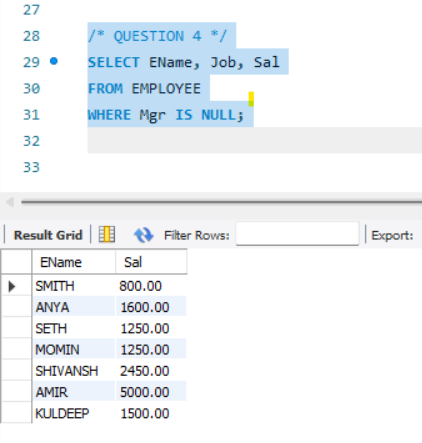 27
28 /* QUESTION 4 */
29 SELECT EName, Job, Sal
30 FROM EMPLOYEE
31 WHERE Mgr IS NULL;
32
33
Result Grid Filter Rows: Export:
EName Sal
SMITH 800.00
ANYA 1600.00
SETH 1250.00
MOMIN 1250.00
SHIVANSH 2450.00
AMIR 5000.00
KULDEEP 1500.00